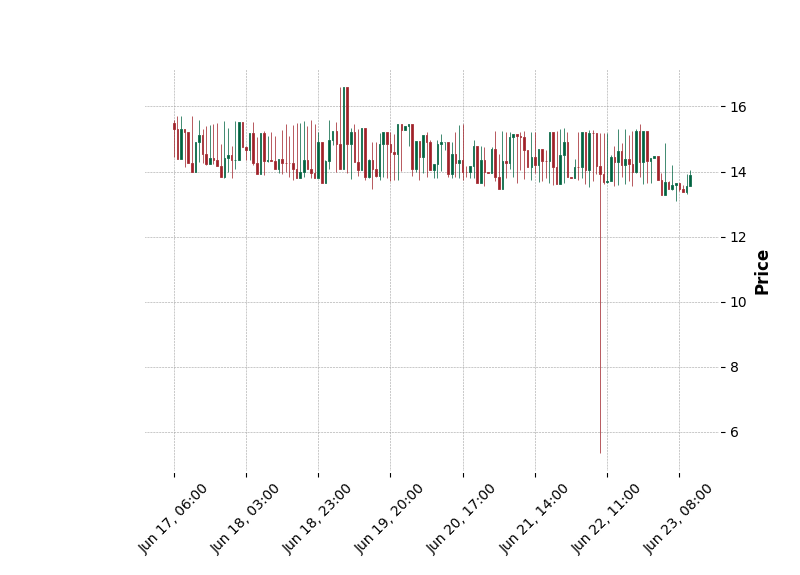 16
14
12
10
8
6
Price
Jun 17, 06:00
Jun 18, 03:00
Jun 18, 23:00
Jun 19, 20:00
Jun 20, 17:00
Jun 21, 14:00
Jun 22, 11:00
Jun 23, 08:00